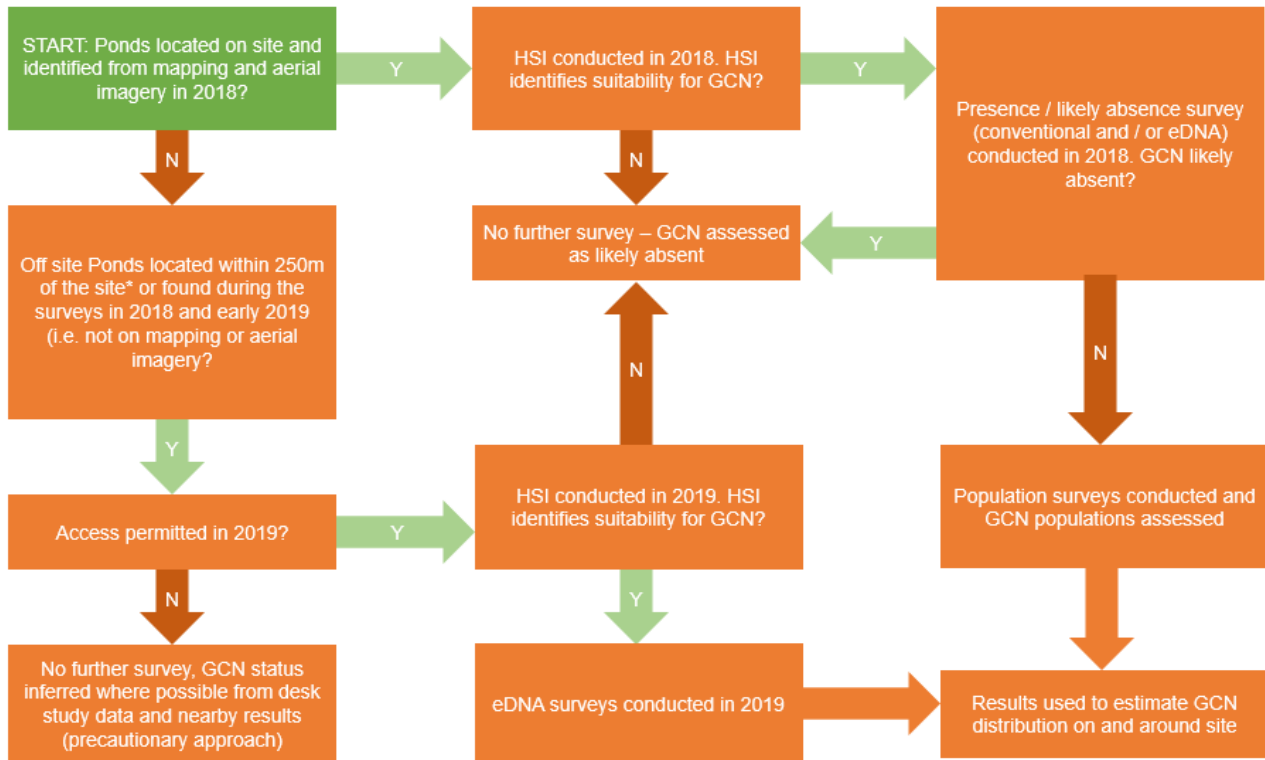 START: Ponds located on site and
identified from mapping and aerial
imagery in 2018?
Y
HSI conducted in 2018. HSI
identifies suitability for GCN?
Y
Presence / likely absence survey
(conventional and / or eDNA)
conducted in 2018. GCN likely
absent?
N
N
Off site Ponds located within 250m
of the site* or found during the
surveys in 2018 and early 2019
(i.e. not on mapping or aerial
imagery?
No further survey – GCN assessed
as likely absent
Y
N
N
Y
Access permitted in 2019?
Y
HSI conducted in 2019. HSI
identifies suitability for GCN?
Population surveys conducted and
GCN populations assessed
N
Y
No further survey, GCN status
inferred where possible from desk
study data and nearby results
(precautionary approach)
eDNA surveys conducted in 2019
Results used to estimate GCN
distribution on and around site